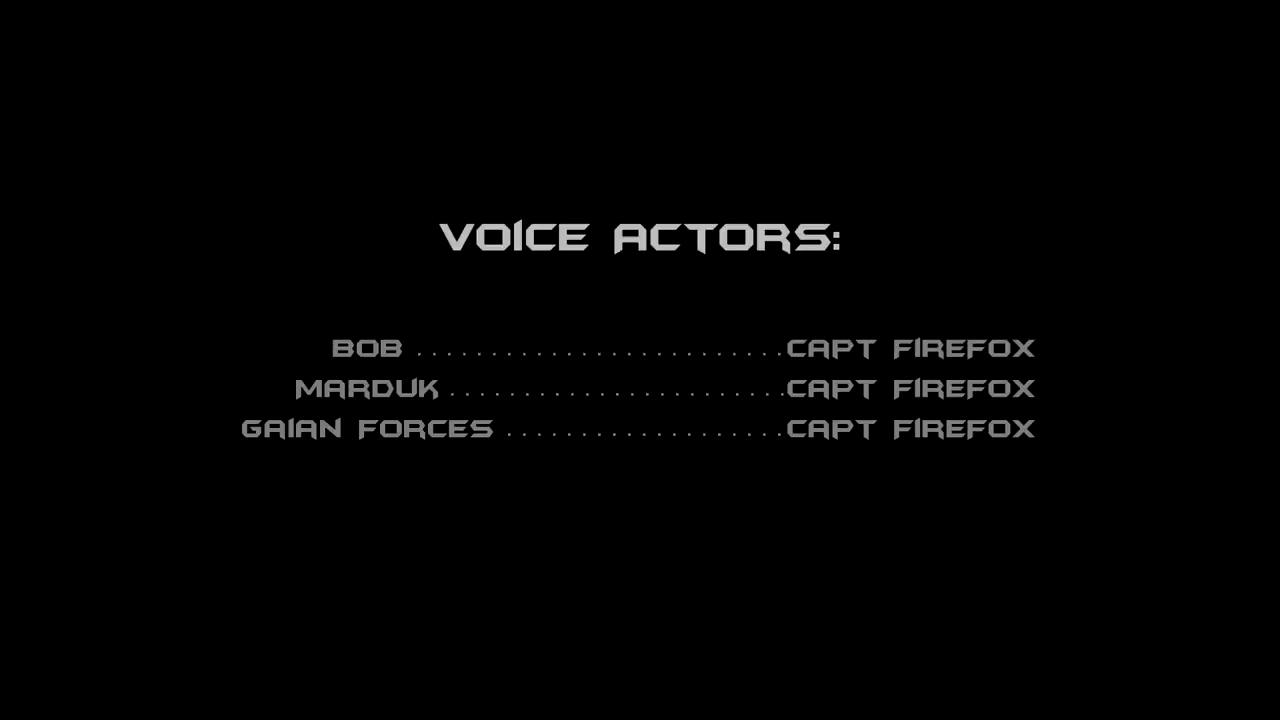 VOICE ACTORS:
BOB .........................CAPT FIREFOX
MARDUK .......................CAPT FIREFOX
GAIAN FORCES ...................CAPT FIREFOX